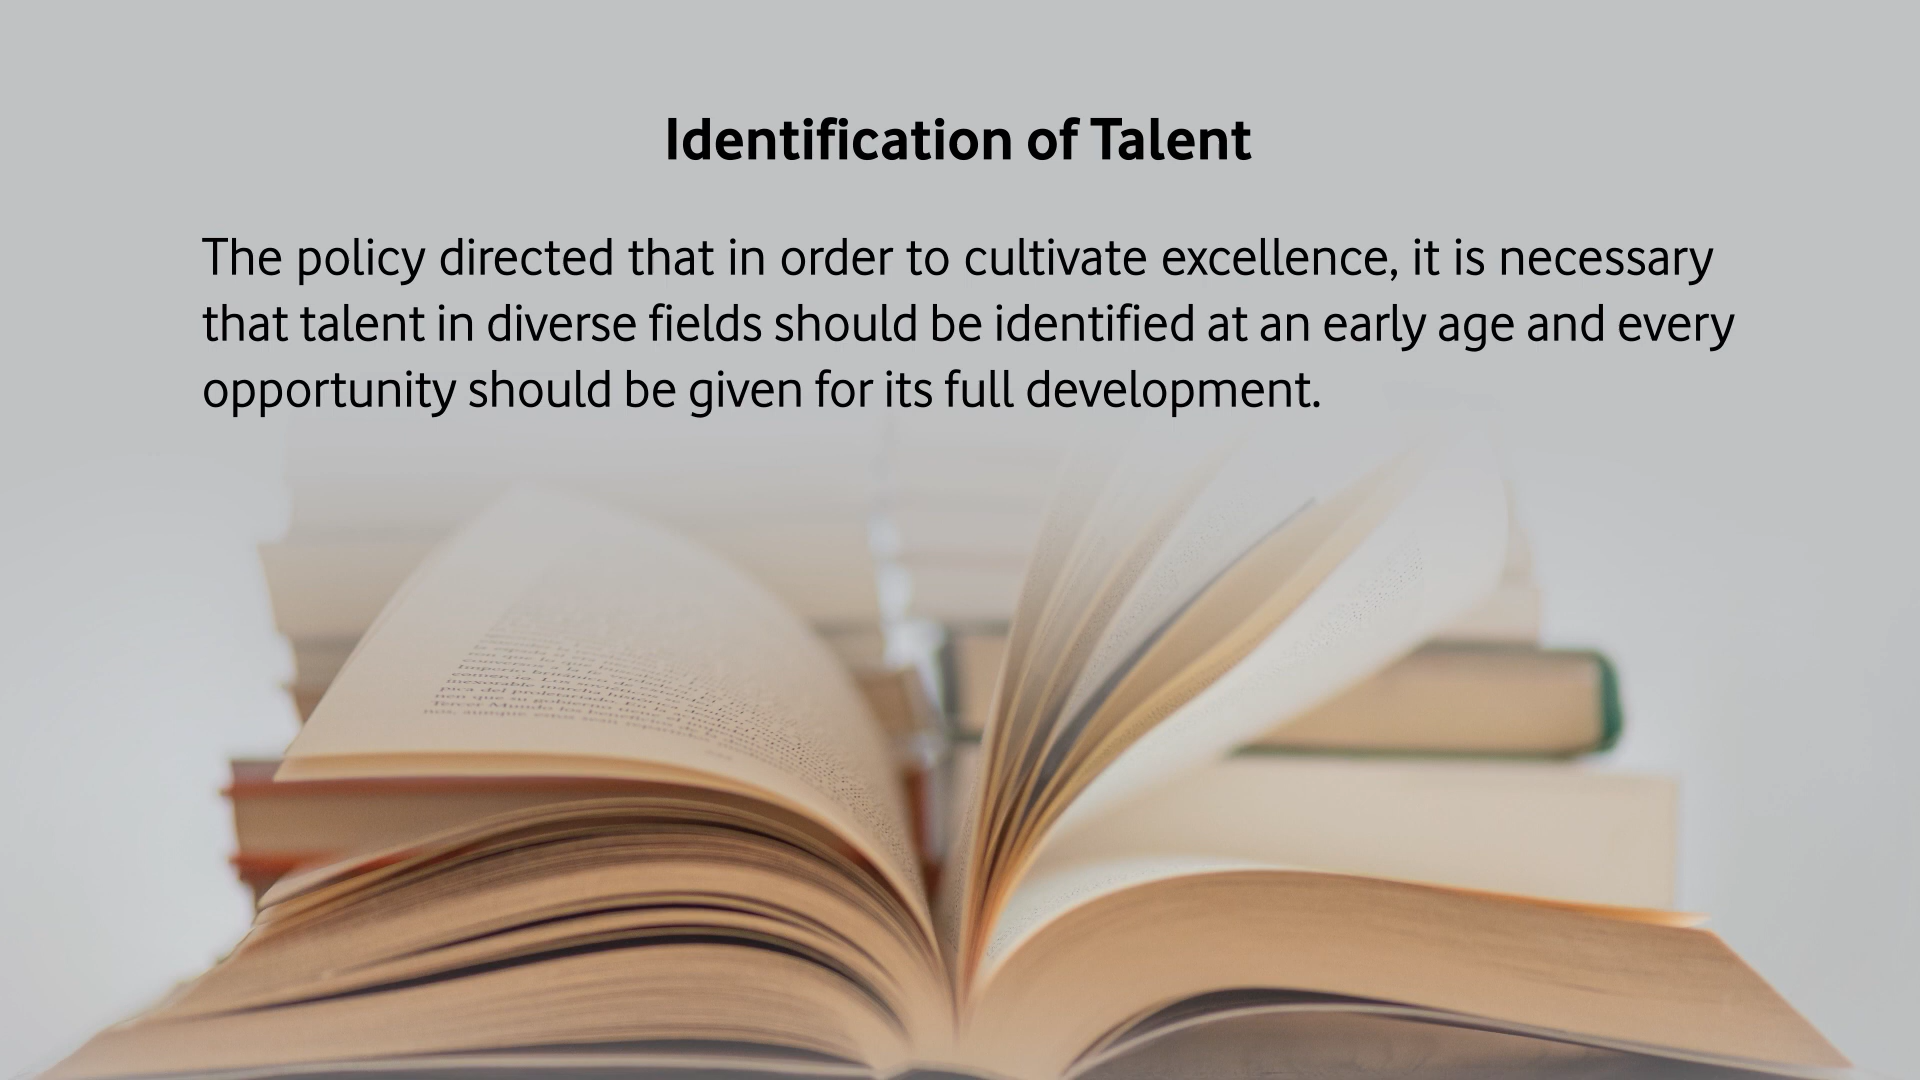 Identification of Talent
The policy directed that in order to cultivate excellence, it is necessary
that talent in diverse fields should be identified at an early age and every
opportunity should be given for its full development.